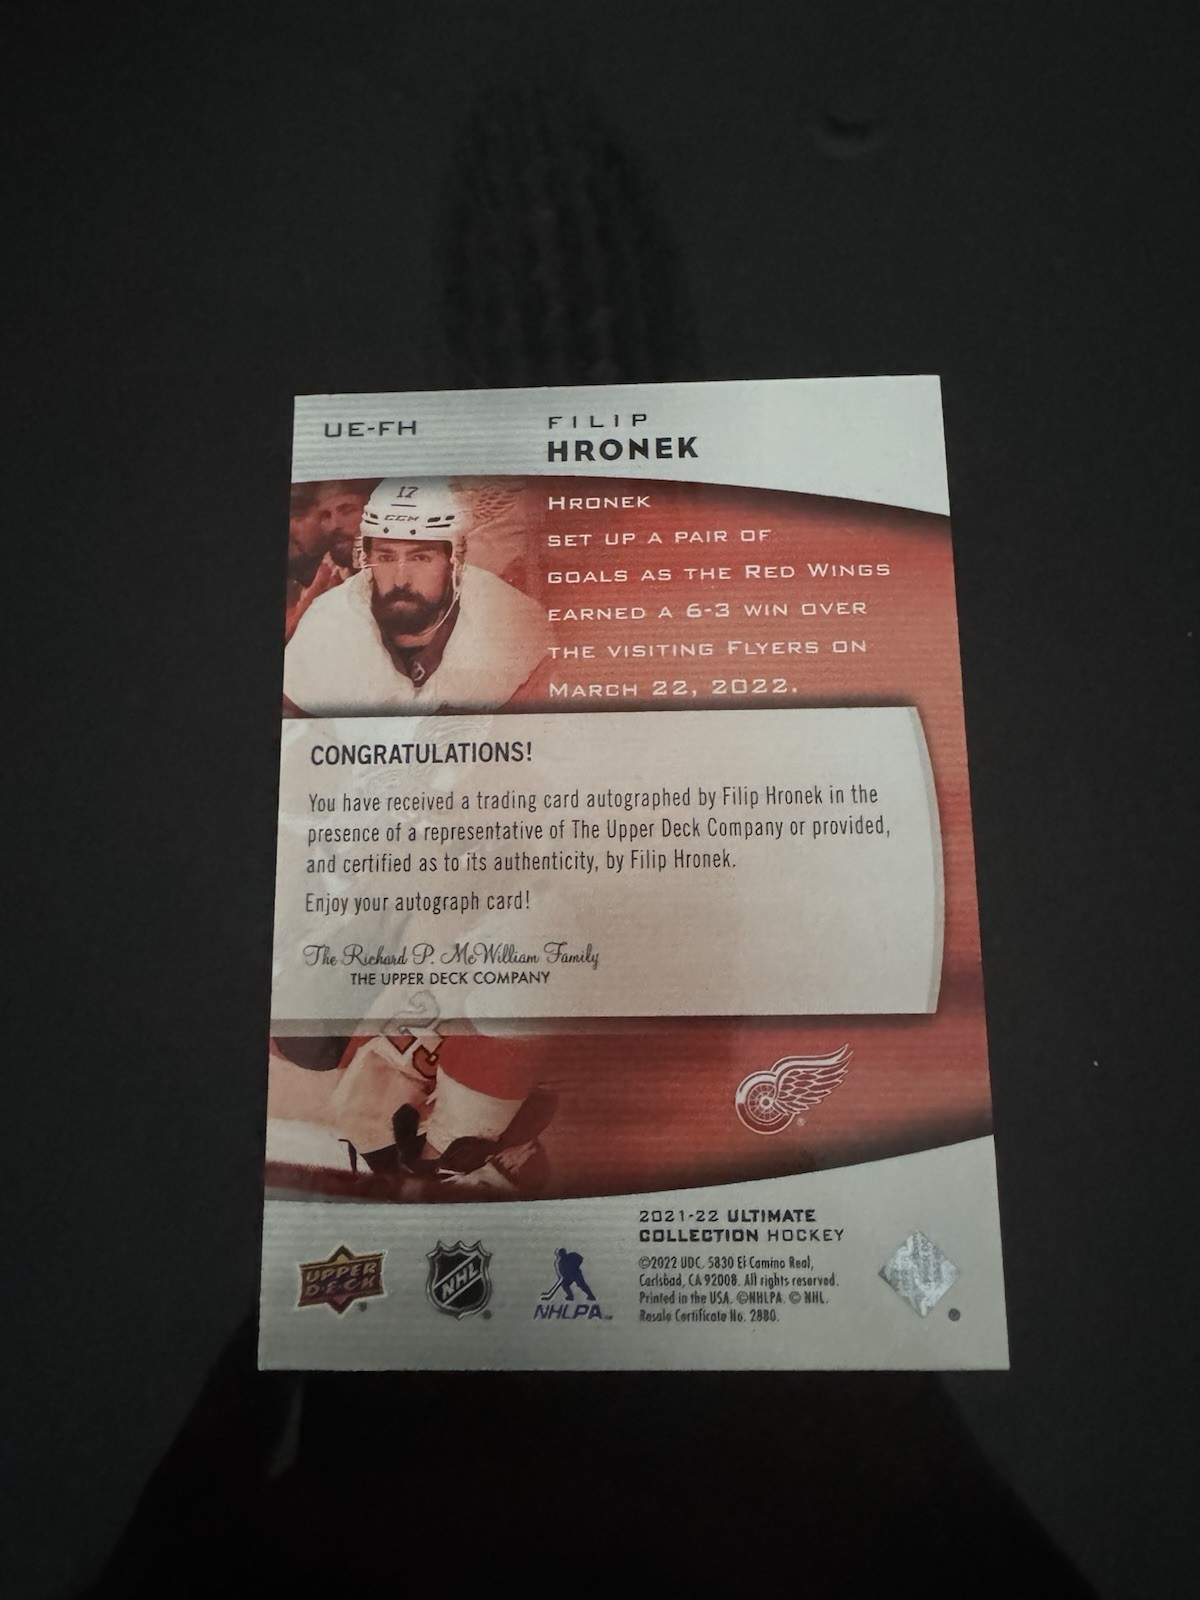 UE-FH
FILIP
HRONEK
17
CCM
HRONEK
SET UP A PAIR OF
GOALS AS THE RED WINGS
EARNED A 6-3 WIN OVER
THE VISITING FLYERS ON
MARCH 22, 2022.
CONGRATULATIONS!
You have received a trading card autographed by Filip Hronek in the
presence of a representative of The Upper Deck Company or provided,
and certified as to its authenticity, by Filip Hronek.
Enjoy your autograph card!
The Richard P. McWilliam Family
THE UPPER DECK COMPANY
2021-22 ULTIMATE
COLLECTION HOCKEY
©2022 UDC, 5830 El Camino Real,
Carlsbad, CA 92008. All rights reserved.
Printed in the USA. ©NHLPA. © NHL.
Resale Certificate No. 2880.
UPPER
D·E·C·K
NHL
NHLPA